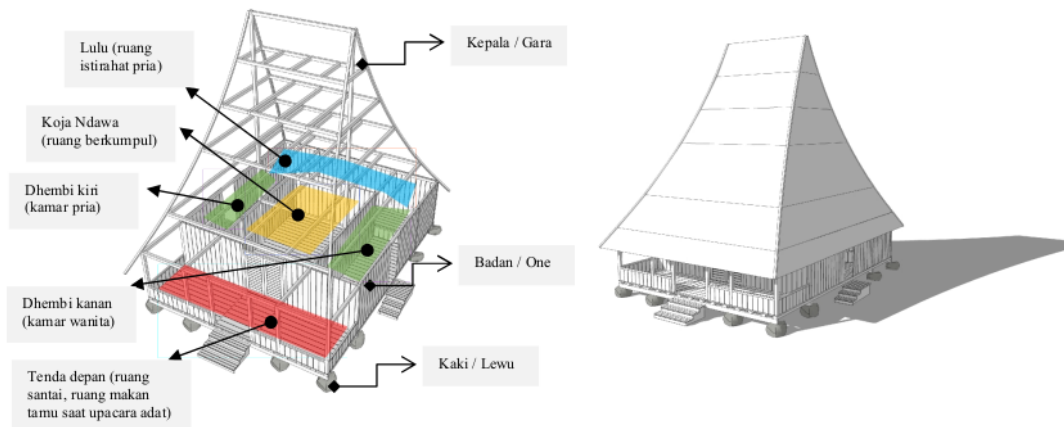 Lulu (ruang
istirahat pria)
Koja Ndawa
(ruang berkumpul)
Dhembi kiri
(kamar pria)
Dhembi kanan
(kamar wanita)
Tenda depan (ruang
santai, ruang makan
tamu saat upacara adat)
Kepala / Gara
Badan / One
Kaki / Lewu